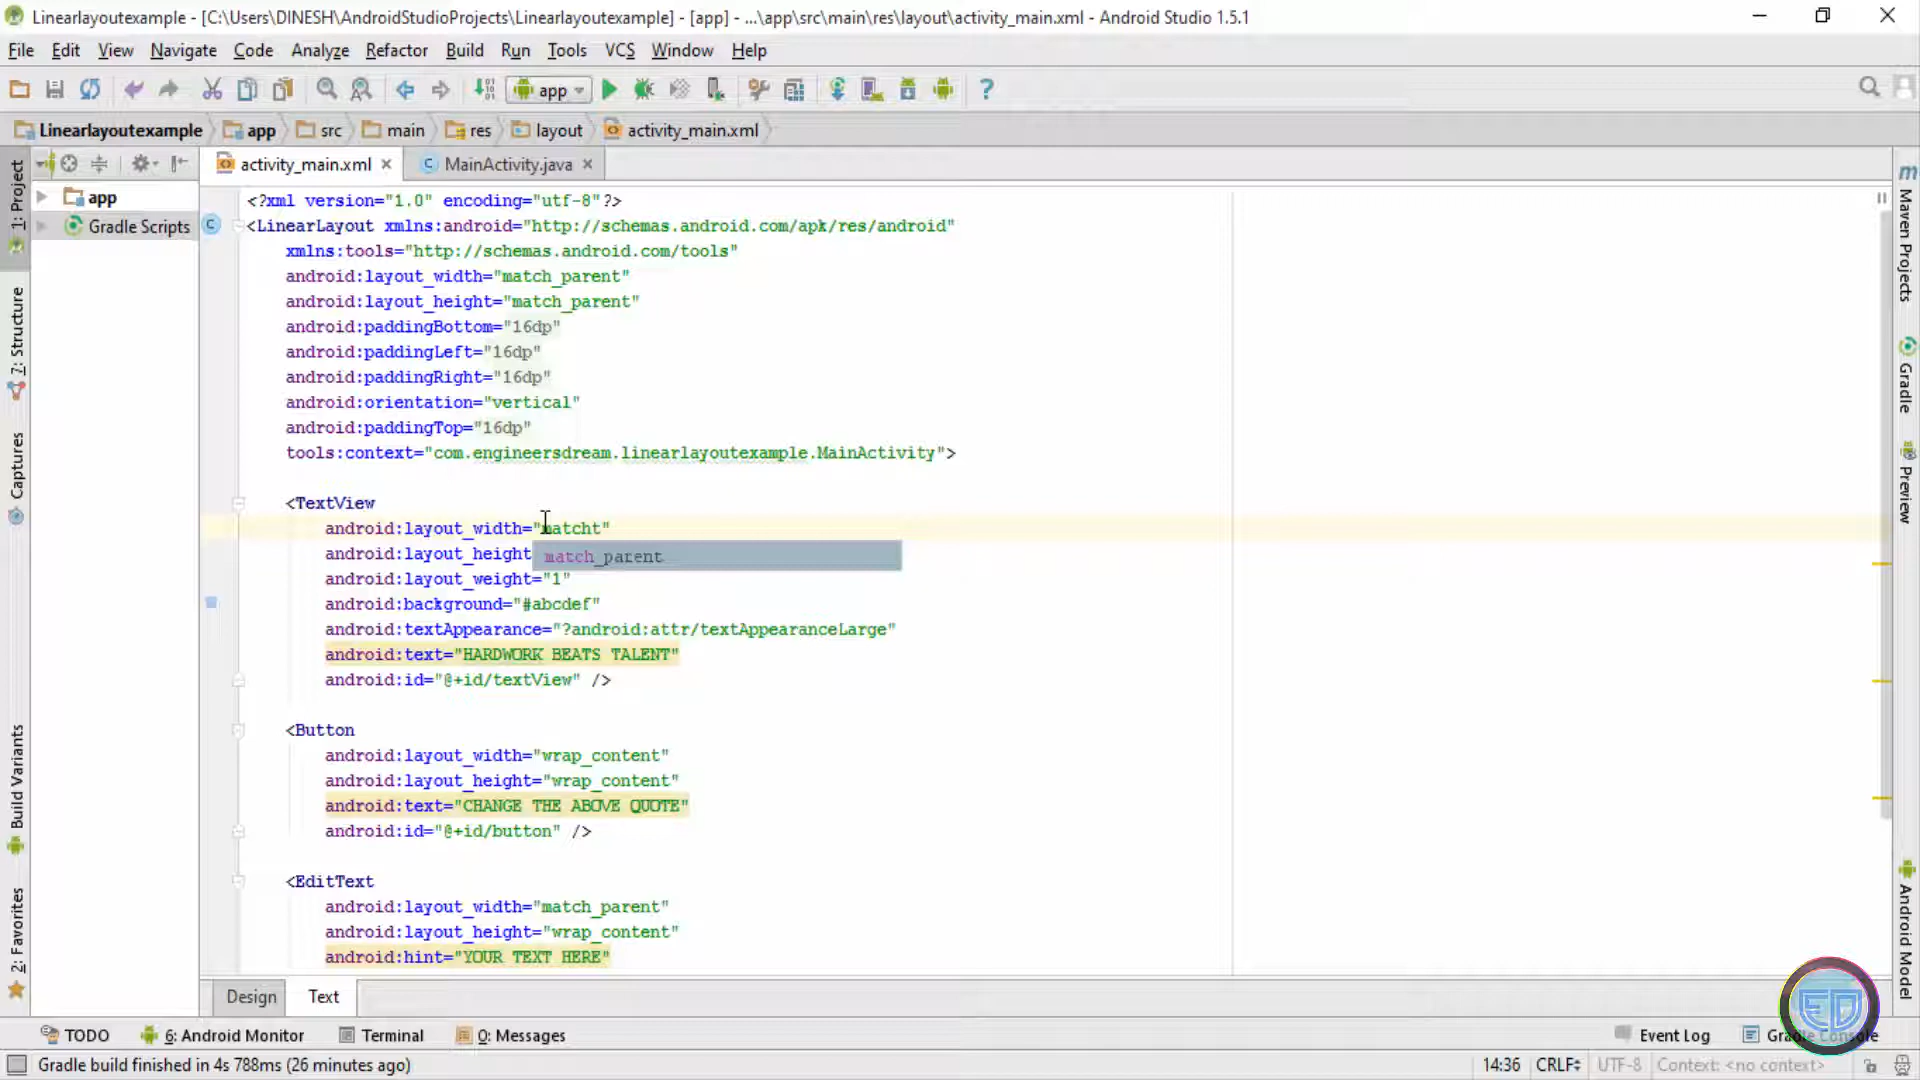 Linearlayoutexample - [C:\Users\DINESH\AndroidStudioProjects\Linearlayoutexample] - [app] - ...\app\src\main\res\layout\activity_main.xml - Android Studio 1.5.1
File Edit View Navigate Code Analyze Refactor Build Run Tools VCS Window Help
app
Linearlayoutexample app src main res layout activity_main.xml
activity_main.xml MainActivity.java
app
Gradle Scripts
1: Project
7: Structure
Captures
Build Variants
2: Favorites
<?xml version="1.0" encoding="utf-8"?>
<LinearLayout xmlns:android="http://schemas.android.com/apk/res/android"
xmlns:tools="http://schemas.android.com/tools"
android:layout_width="match_parent"
android:layout_height="match_parent"
android:paddingBottom="16dp"
android:paddingLeft="16dp"
android:paddingRight="16dp"
android:orientation="vertical"
android:paddingTop="16dp"
tools:context="com.engineersdream.linearlayoutexample.MainActivity">
<TextView
android:layout_width="matcht"
android:layout_height
match_parent
android:layout_weight="1"
android:background="#abcdef"
android:textAppearance="?android:attr/textAppearanceLarge"
android:text="HARDWORK BEATS TALENT"
android:id="@+id/textView" />
<Button
android:layout_width="wrap_content"
android:layout_height="wrap_content"
android:text="CHANGE THE ABOVE QUOTE"
android:id="@+id/button" />
<EditText
android:layout_width="match_parent"
android:layout_height="wrap_content"
android:hint="YOUR TEXT HERE"
Maven Projects
Gradle
Preview
Android Model
Design Text
TODO 6: Android Monitor Terminal 0: Messages Event Log Gradle Console
Gradle build finished in 4s 788ms (26 minutes ago) 14:36 CRLF UTF-8 Context: <no context>
ED